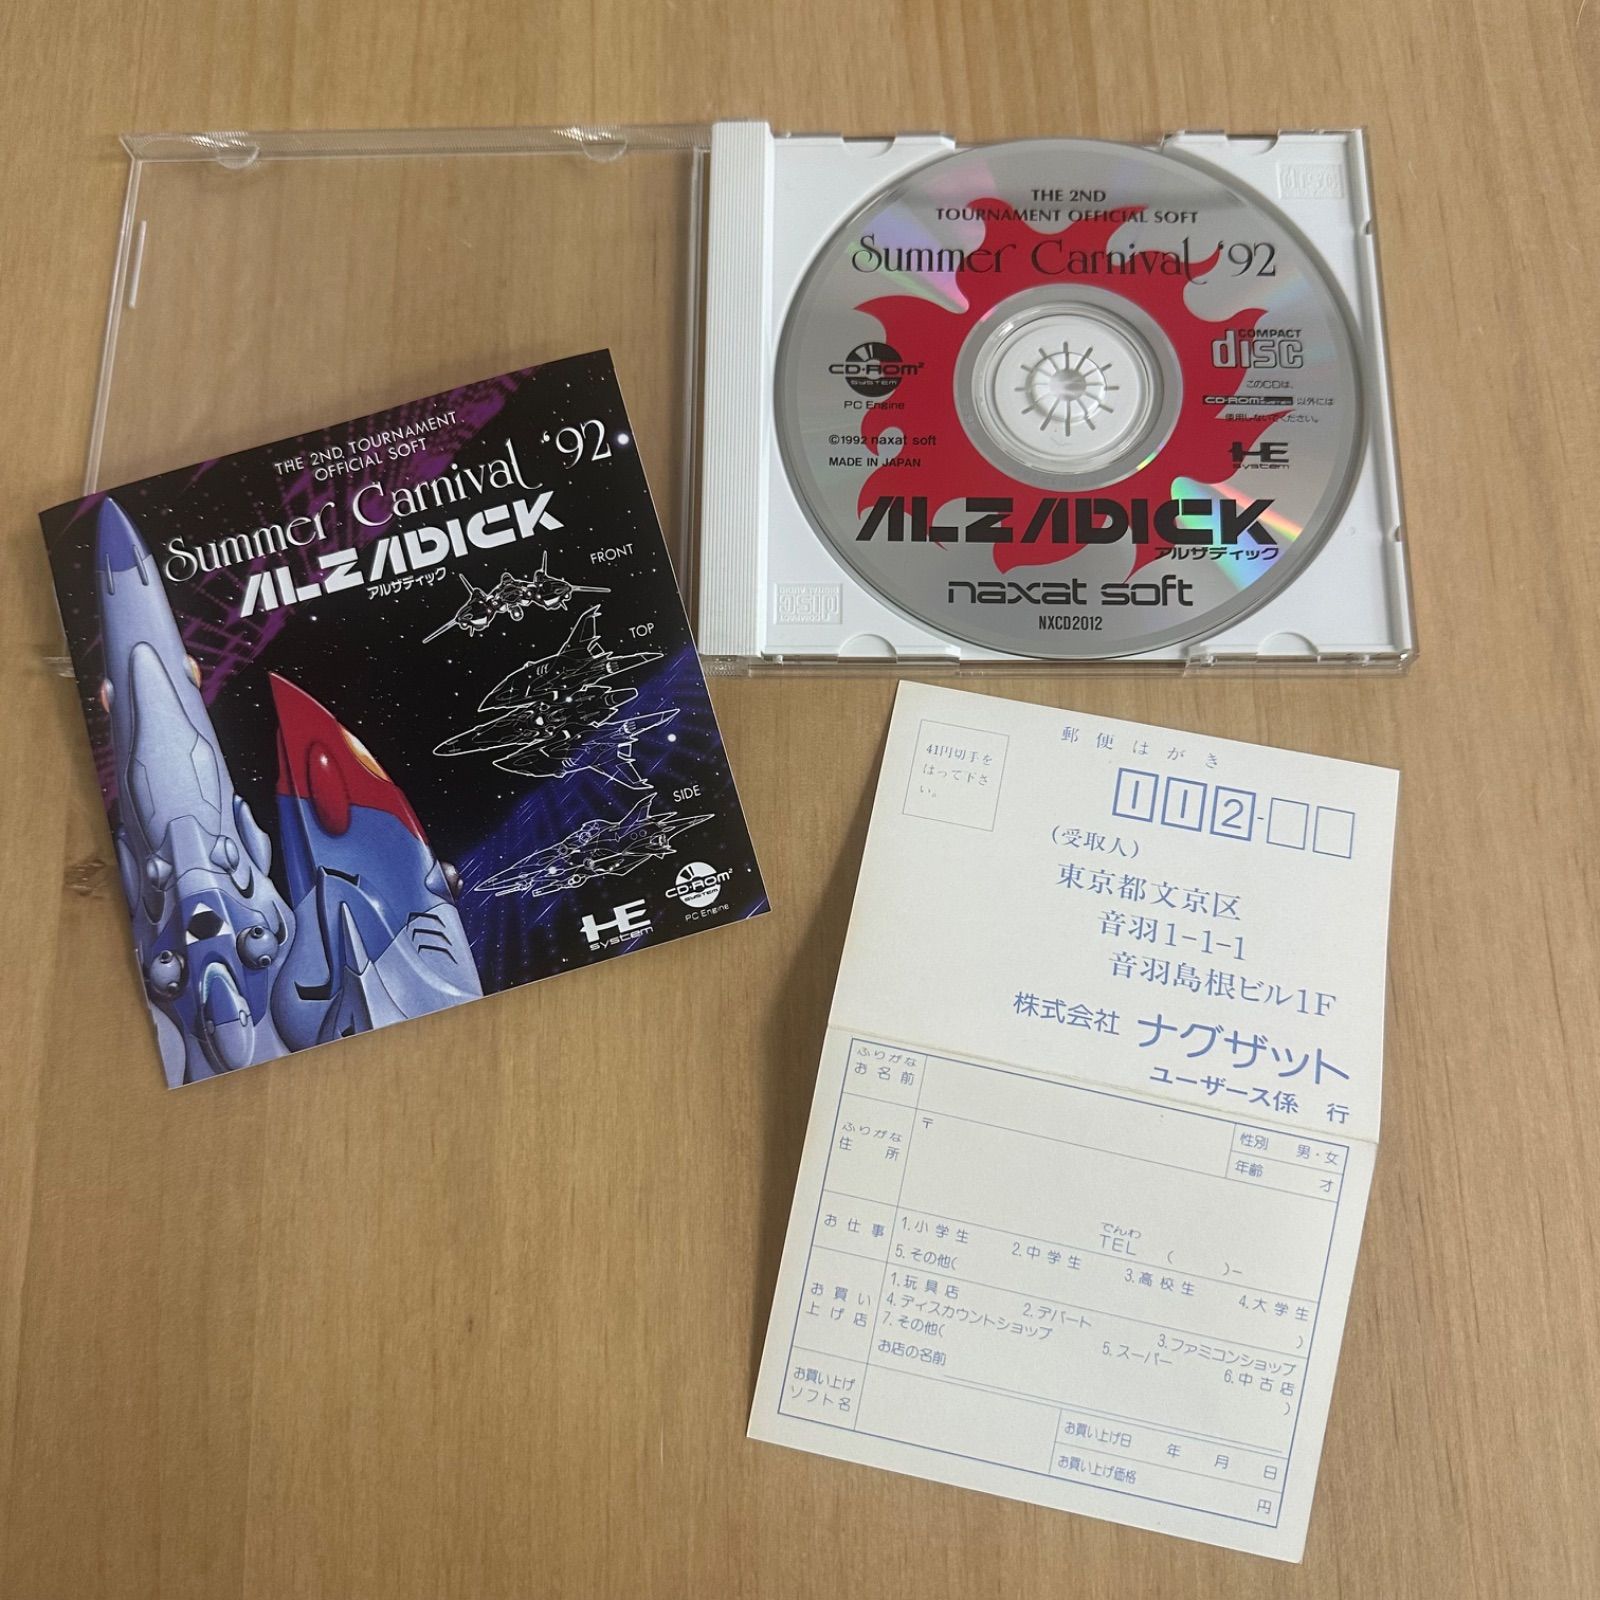 THE 2ND
TOURNAMENT OFFICIAL SOFT
Summer Carnival '92
CD-ROM²
SYSTEM
PC Engine
COMPACT
disc
このCDは、
CD-ROM² 以外には
使用しないでください。
©1992 naxat soft
MADE IN JAPAN
HE
system
ALZADICK
アルザディック
naxat soft
NXCD2012
THE 2ND TOURNAMENT
OFFICIAL SOFT
Summer Carnival '92
ALZADICK
アルザディック
FRONT
TOP
SIDE
HE
system
CD-ROM²
SYSTEM
PC Engine
郵便はがき
41円切手を
はって下さ
い。
112-
(受取人)
東京都文京区
音羽1-1-1
音羽島根ビル1F
株式会社 ナグザット
ユーザース係 行
ふりがな
お名前
性別 男・女
年齢 才
ふりがな
住所
〒
でんわ
TEL ( )-
お仕事
1.小学生 2.中学生 3.高校生 4.大学生
5.その他( )
お買い
上げ店
1.玩具店 2.デパート 3.ファミコンショップ
4.ディスカウントショップ 5.スーパー 6.中古店
7.その他( )
お店の名前
お買い上げ
ソフト名
お買い上げ日 年 月 日
お買い上げ価格 円